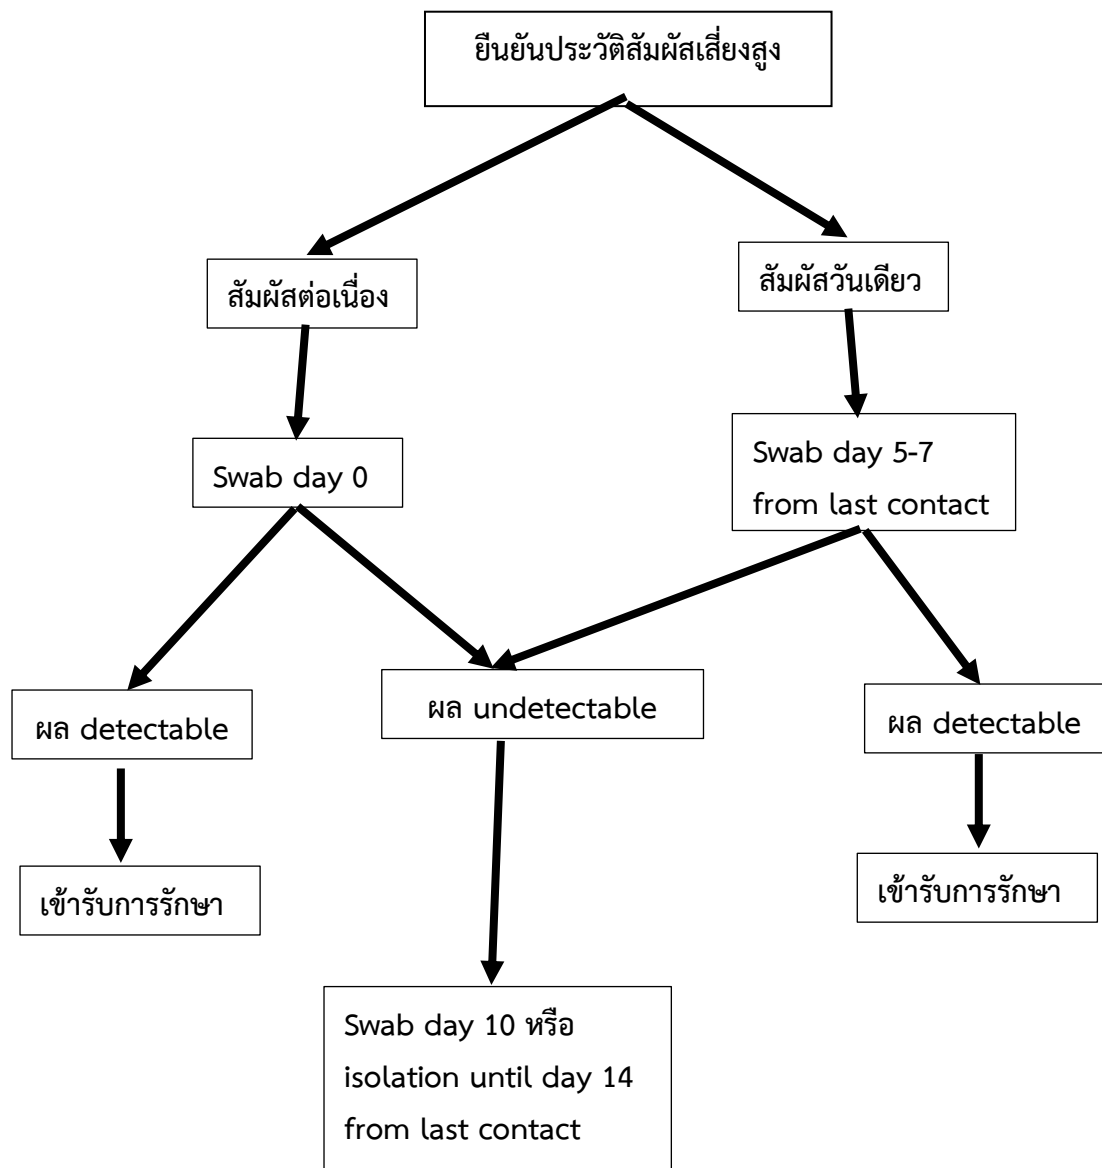 ยืนยันประวัติสัมผัสเสี่ยงสูง
สัมผัสต่อเนื่อง
สัมผัสวันเดียว
Swab day 0
Swab day 5-7
from last contact
ผล detectable
ผล undetectable
ผล detectable
เข้ารับการรักษา
เข้ารับการรักษา
Swab day 10 หรือ
isolation until day 14
from last contact